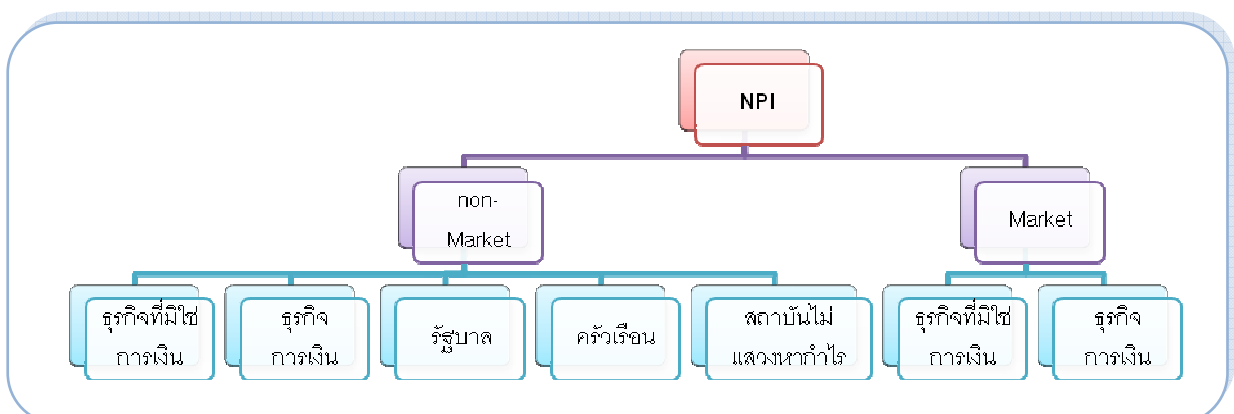 NPI
non-
Market
Market
ธุรกิจที่มิใช่
การเงิน
ธุรกิจ
การเงิน
รัฐบาล
ครัวเรือน
สถาบันไม่
แสวงหากำไร
ธุรกิจที่มิใช่
การเงิน
ธุรกิจ
การเงิน